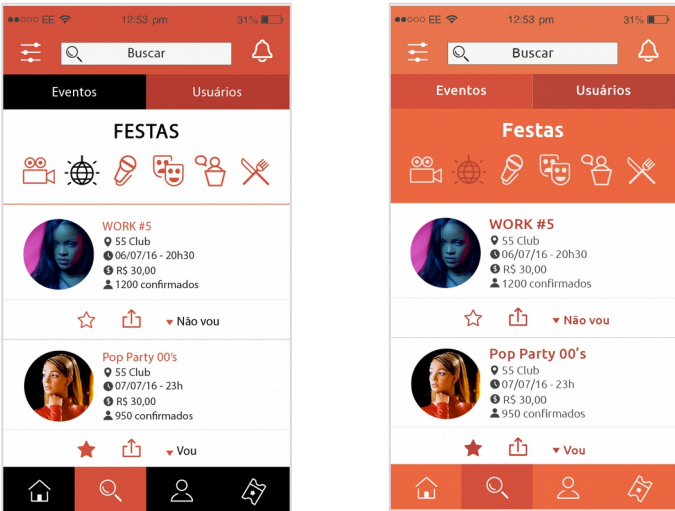 EE 12:53 pm 31%
Buscar
Eventos Usuários
FESTAS
WORK #5
55 Club
06/07/16 - 20h30
R$ 30,00
1200 confirmados
Não vou
Pop Party 00's
55 Club
07/07/16 - 23h
R$ 30,00
950 confirmados
Vou
EE 12:53 pm 31%
Buscar
Eventos Usuários
Festas
WORK #5
55 Club
06/07/16 - 20h30
R$ 30,00
1200 confirmados
Não vou
Pop Party 00's
55 Club
07/07/16 - 23h
R$ 30,00
950 confirmados
Vou